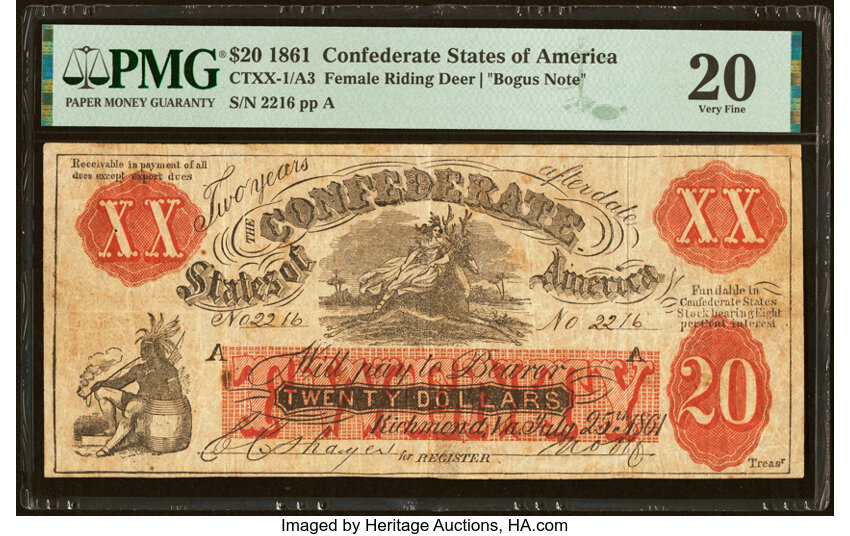 PMG®
PAPER MONEY GUARANTY
$20 1861 Confederate States of America
CTXX-1/A3 Female Riding Deer | "Bogus Note"
S/N 2216 pp A
20
Very Fine
Receivable in payment of all
dues except export dues
Two years
after date
XX
XX
THE CONFEDERATE
States of
America
No 2216
No 2216
Fundable in
Confederate States
Stock bearing Eight
per Cent interest
A
A
TWENTY
Will pay to Bearer
TWENTY DOLLARS
Richmond, Va. July 25th 1861
20
for REGISTER
Treasr
Imaged by Heritage Auctions, HA.com